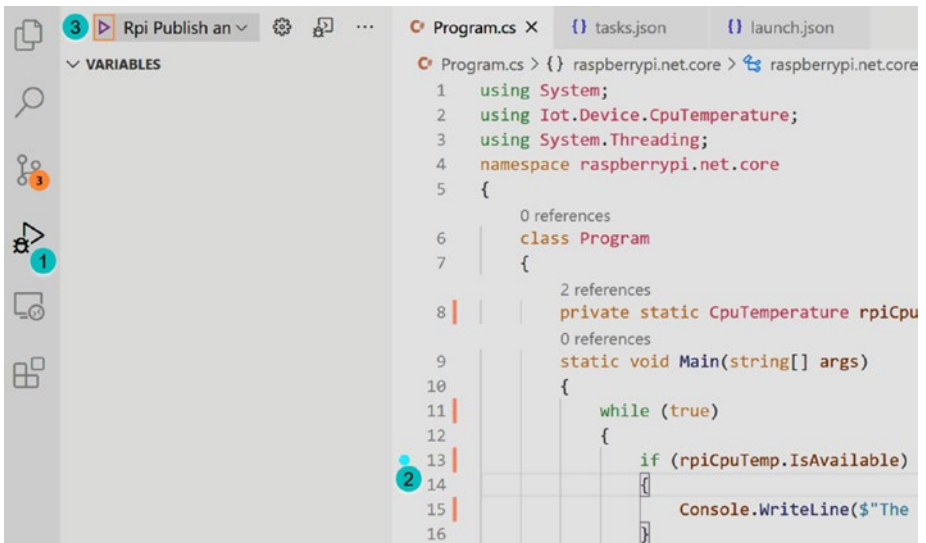 3 Rpi Publish an ...
VARIABLES
3
1
Program.cs X {} tasks.json {} launch.json
Program.cs > {} raspberrypi.net.core > raspberrypi.net.core
1 using System;
2 using Iot.Device.CpuTemperature;
3 using System.Threading;
4 namespace raspberrypi.net.core
5 {
0 references
6 class Program
7 {
2 references
8 private static CpuTemperature rpiCpu
0 references
9 static void Main(string[] args)
10 {
11 while (true)
12 {
13 if (rpiCpuTemp.IsAvailable)
2 14 {
15 Console.WriteLine($"The
16 }